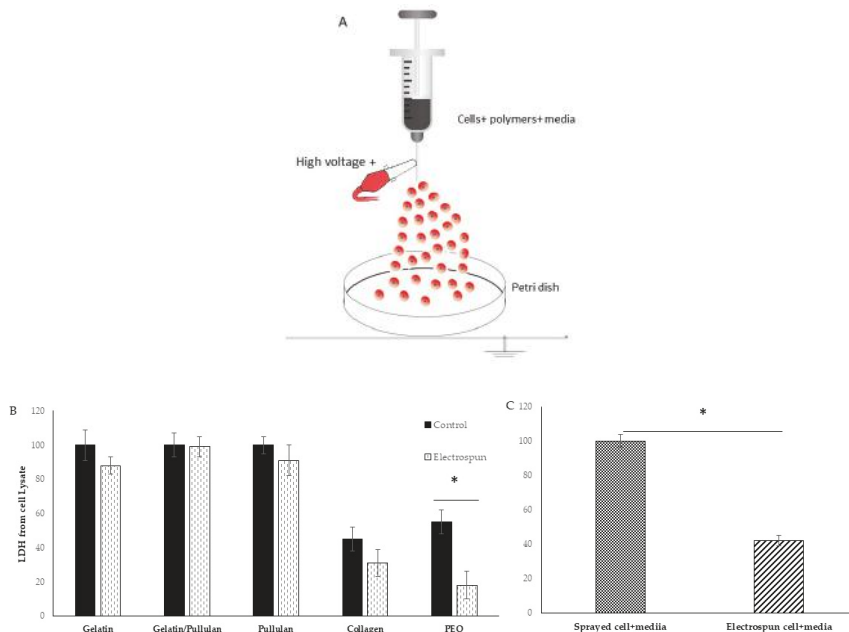 A
Cells+ polymers+ media
High voltage +
Petri dish
B
LDH from cell Lysate
120
100
80
60
40
20
0
Control
Electrospun
*
Gelatin
Gelatin/Pullulan
Pullulan
Collagen
PEO
C
120
100
80
60
40
20
0
*
Sprayed cell+mediia
Electrospun cell+media